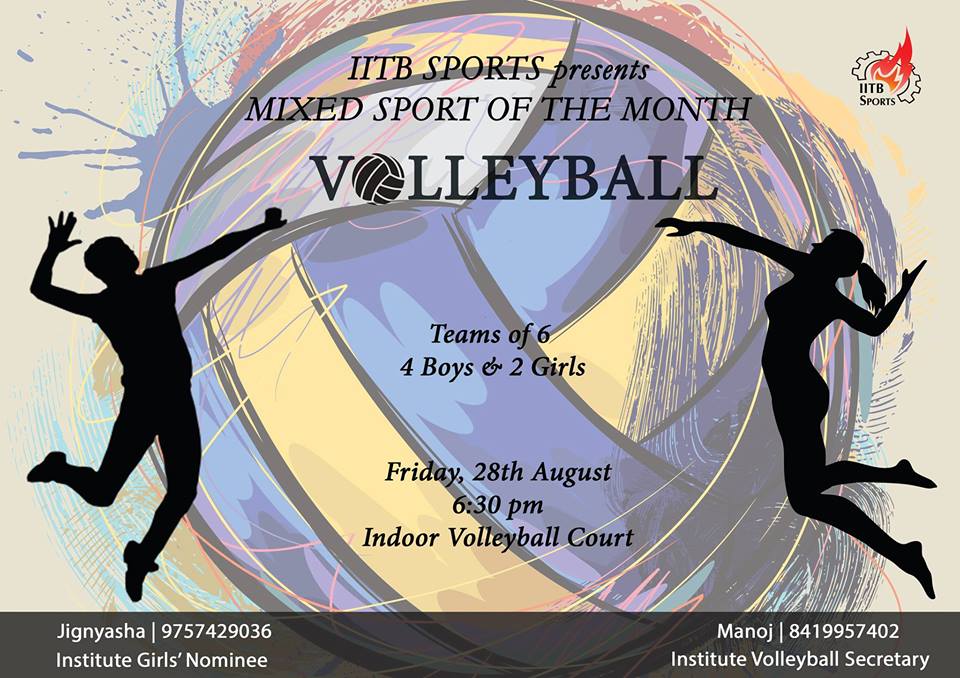 IITB SPORTS presents
MIXED SPORT OF THE MONTH
VOLLEYBALL
IITB
SPORTS
Teams of 6
4 Boys & 2 Girls
Friday, 28th August
6:30 pm
Indoor Volleyball Court
Jignyasha | 9757429036
Institute Girls' Nominee
Manoj | 8419957402
Institute Volleyball Secretary